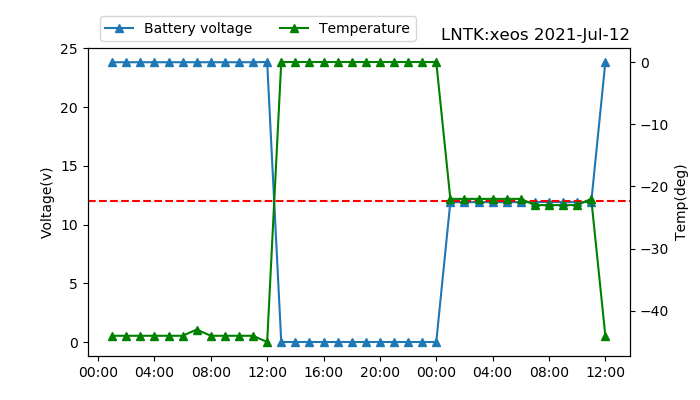 Battery voltage Temperature
LNTK:xeos 2021-Jul-12
Voltage(v)
25
20
15
10
5
0
0
−10
−20
−30
−40
Temp(deg)
00:00 04:00 08:00 12:00 16:00 20:00 00:00 04:00 08:00 12:00